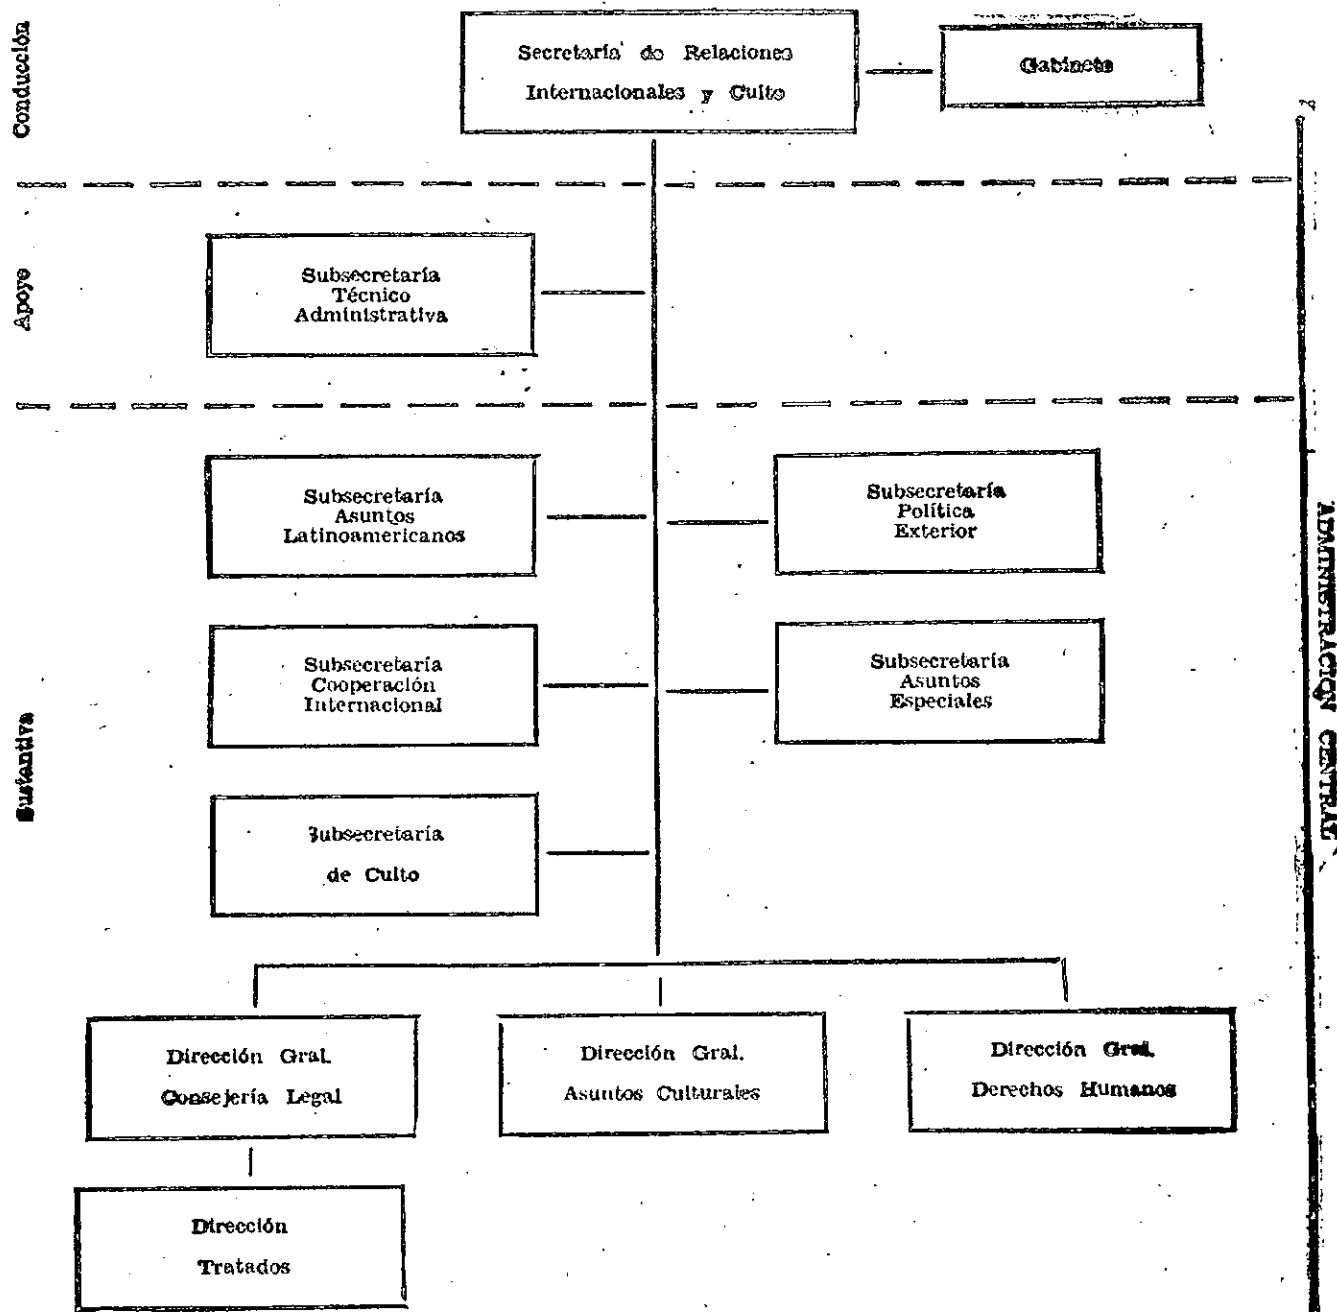 Conducción
Secretaría de Relaciones
Internacionales y Culto
Gabinete
Apoyo
Subsecretaría
Técnico
Administrativa
Sustantiva
Subsecretaría
Asuntos
Latinoamericanos
Subsecretaría
Política
Exterior
Subsecretaría
Cooperación
Internacional
Subsecretaría
Asuntos
Especiales
Subsecretaría
de Culto
Dirección Gral.
Consejería Legal
Dirección Gral.
Asuntos Culturales
Dirección Gral.
Derechos Humanos
Dirección
Tratados
ADMINISTRACION CENTRAL